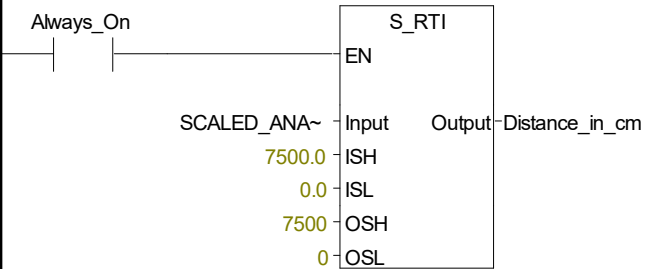 Always_On
S_RTI
EN
SCALED_ANA~ Input Output Distance_in_cm
7500.0 ISH
0.0 ISL
7500 OSH
0 OSL